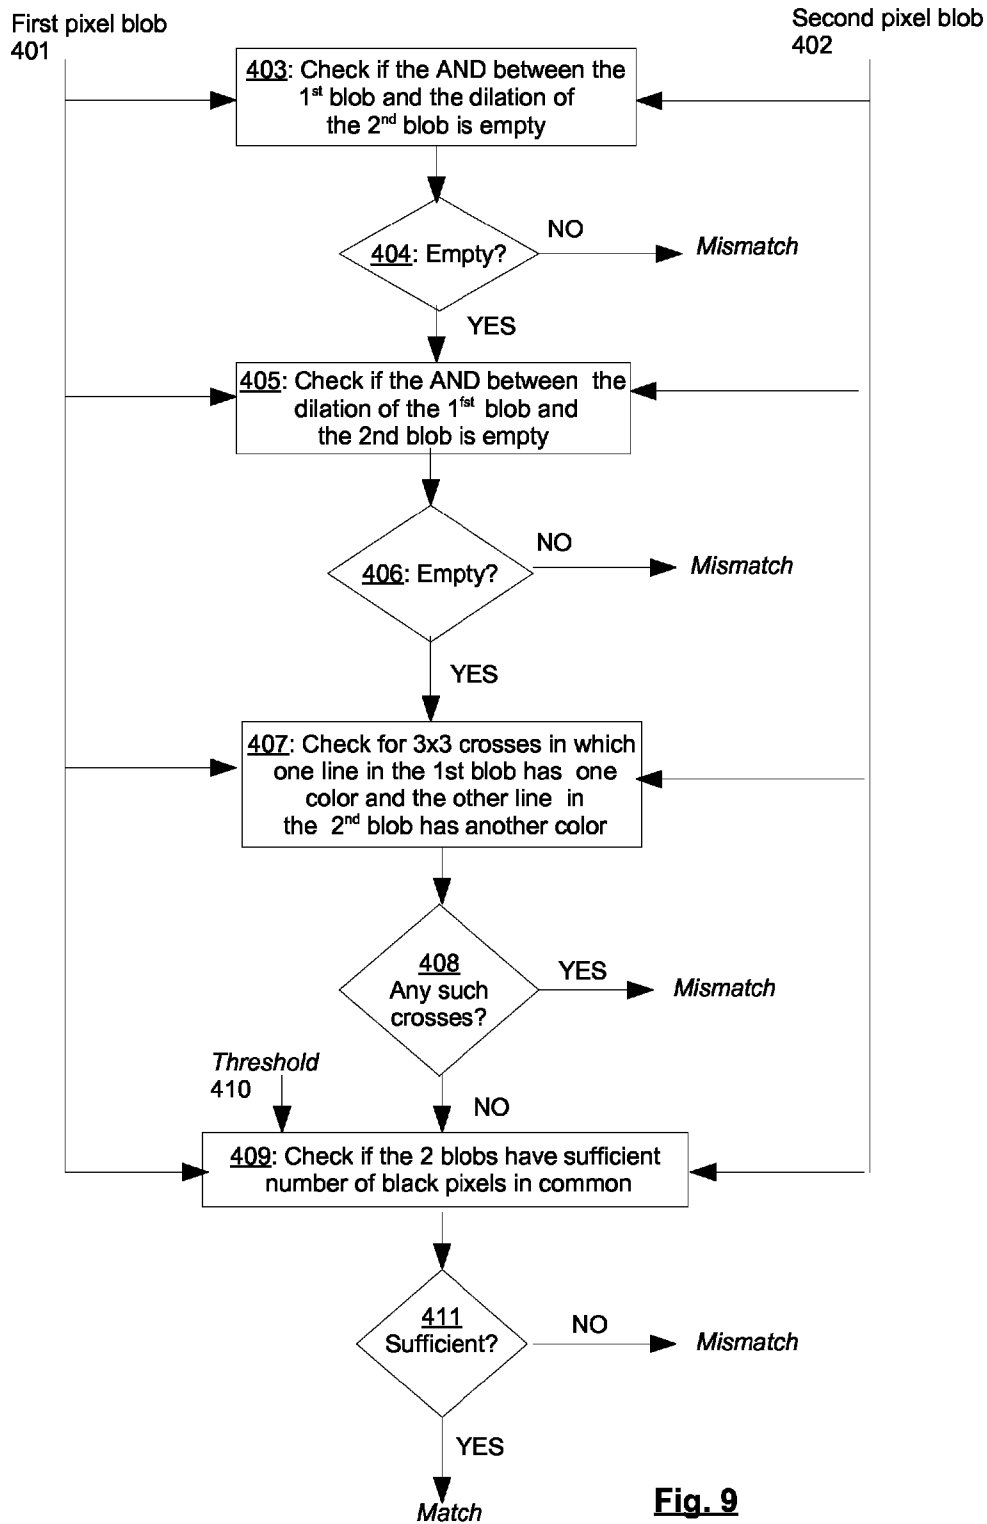 First pixel blob
401
Second pixel blob
402
403: Check if the AND between the
1st blob and the dilation of
the 2nd blob is empty
404: Empty?
NO
Mismatch
YES
405: Check if the AND between the
dilation of the 1fst blob and
the 2nd blob is empty
406: Empty?
NO
Mismatch
YES
407: Check for 3x3 crosses in which
one line in the 1st blob has one
color and the other line in
the 2nd blob has another color
408
Any such
crosses?
YES
Mismatch
Threshold
410
NO
409: Check if the 2 blobs have sufficient
number of black pixels in common
411
Sufficient?
NO
Mismatch
YES
Match
Fig. 9